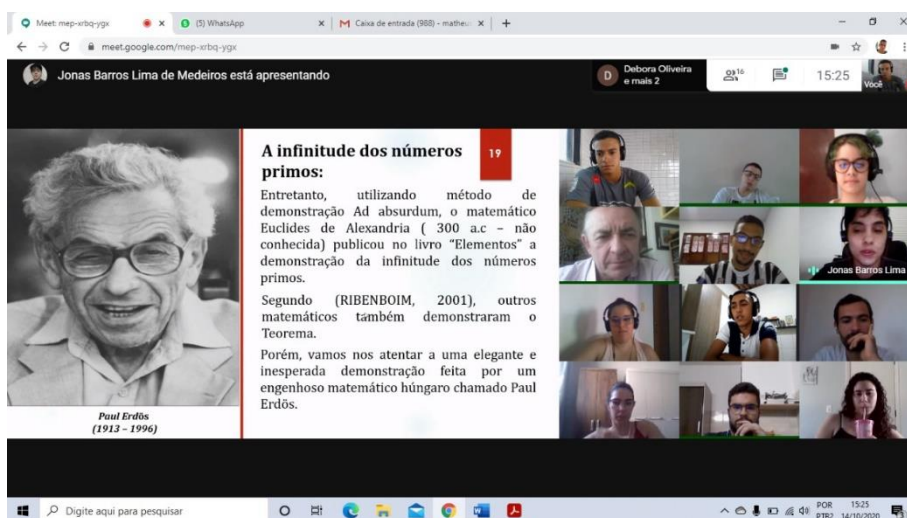 Meet: mep-xrbq-ygx
(5) WhatsApp
Caixa de entrada (988) - matheu
meet.google.com/mep-xrbq-ygx
Jonas Barros Lima de Medeiros está apresentando
D
Debora Oliveira
e mais 2
16
15:25
Você
A infinitude dos números
primos:
19
Entretanto, utilizando método de
demonstração Ad absurdum, o matemático
Euclides de Alexandria ( 300 a.c – não
conhecida) publicou no livro “Elementos” a
demonstração da infinitude dos números
primos.
Segundo (RIBENBOIM, 2001), outros
matemáticos também demonstraram o
Teorema.
Porém, vamos nos atentar a uma elegante e
inesperada demonstração feita por um
engenhoso matemático húngaro chamado Paul
Erdös.
Paul Erdös
(1913 – 1996)
Jonas Barros Lima
Digite aqui para pesquisar
POR
PTB2
15:25
14/10/2020